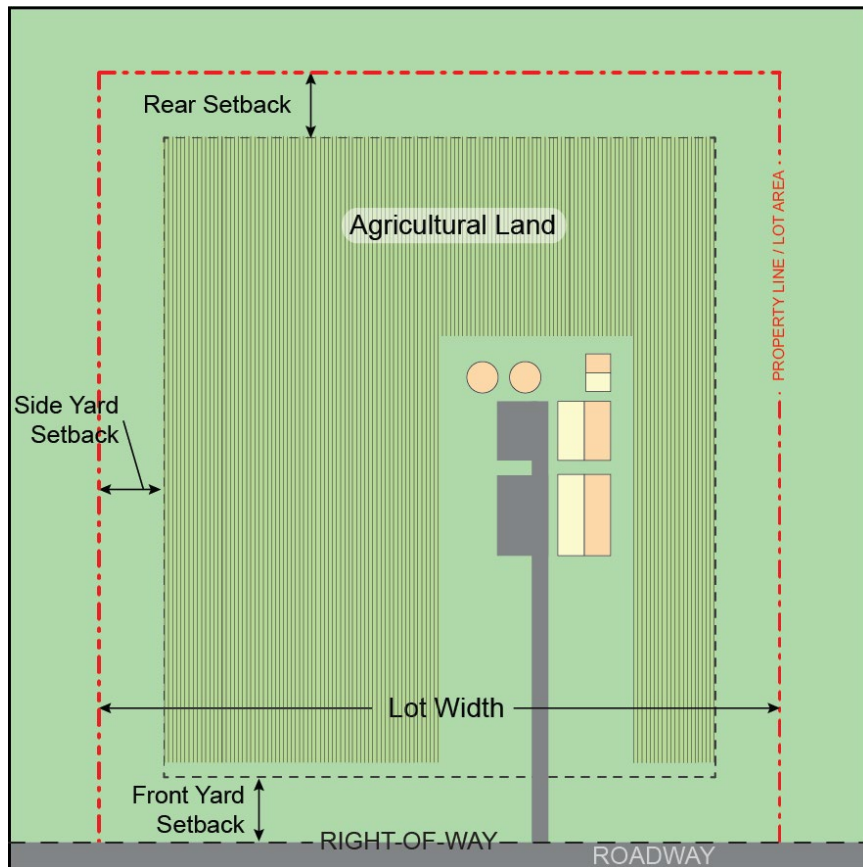 Rear Setback
Agricultural Land
PROPERTY LINE / LOT AREA
Side Yard
Setback
Lot Width
Front Yard
Setback
RIGHT-OF-WAY
ROADWAY